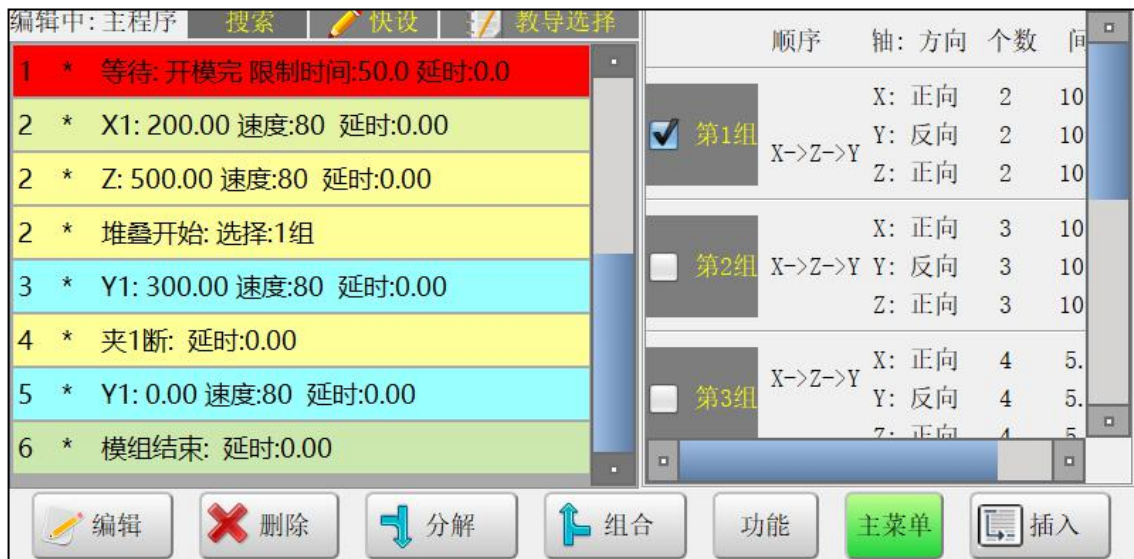 编辑中: 主程序 搜索 快设 教导选择
1 * 等待: 开模完 限制时间:50.0 延时:0.0
2 * X1: 200.00 速度:80 延时:0.00
2 * Z: 500.00 速度:80 延时:0.00
2 * 堆叠开始: 选择:1组
3 * Y1: 300.00 速度:80 延时:0.00
4 * 夹1断: 延时:0.00
5 * Y1: 0.00 速度:80 延时:0.00
6 * 模组结束: 延时:0.00
顺序 轴: 方向 个数
第1组 X->Z->Y
X: 正向 2 10
Y: 反向 2 10
Z: 正向 2 10
第2组 X->Z->Y
X: 正向 3 10
Y: 反向 3 10
Z: 正向 3 10
第3组 X->Z->Y
X: 正向 4 5.
Y: 反向 4 5.
Z: 正向 4 5
编辑 删除 分解 组合 功能 主菜单 插入